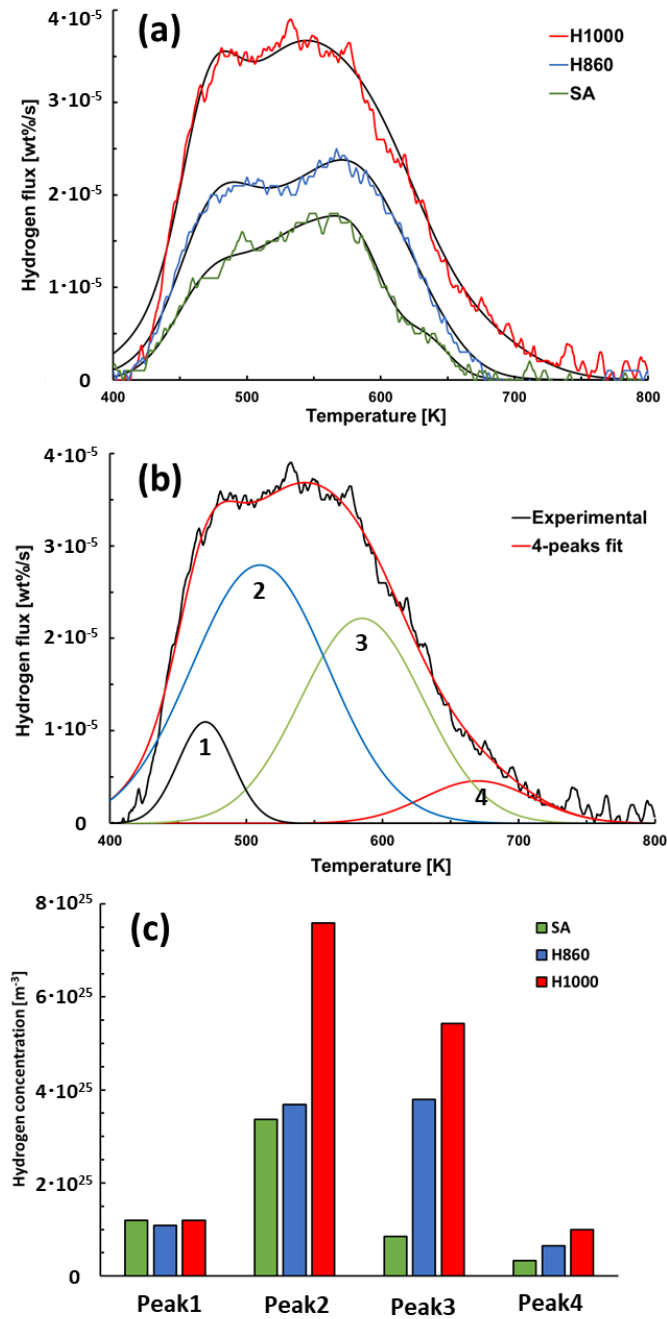 (a)
H1000
H860
SA
4·10⁻⁵
3·10⁻⁵
2·10⁻⁵
1·10⁻⁵
0
Hydrogen flux [wt%/s]
400 500 600 700 800
Temperature [K]
(b)
Experimental
4-peaks fit
4·10⁻⁵
3·10⁻⁵
2·10⁻⁵
1·10⁻⁵
0
Hydrogen flux [wt%/s]
1
2
3
4
400 500 600 700 800
Temperature [K]
(c)
SA
H860
H1000
8·10²⁵
6·10²⁵
4·10²⁵
2·10²⁵
0
Hydrogen concentration [m⁻³]
Peak1 Peak2 Peak3 Peak4